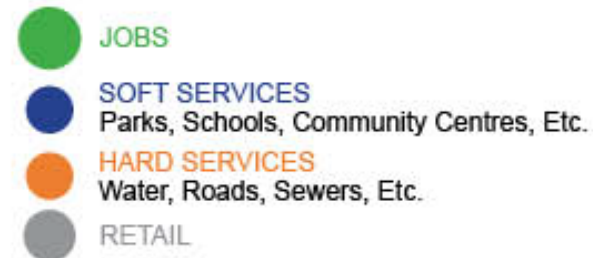 JOBS
SOFT SERVICES
Parks, Schools, Community Centres, Etc.
HARD SERVICES
Water, Roads, Sewers, Etc.
RETAIL